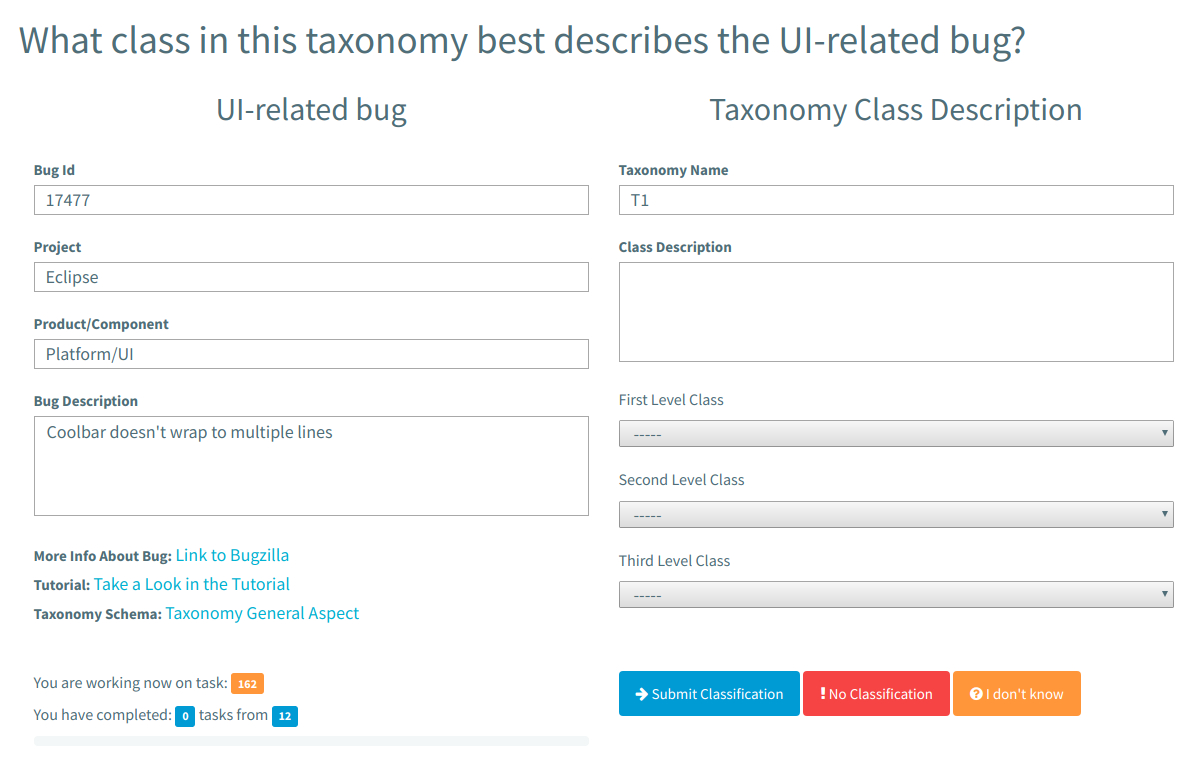 What class in this taxonomy best describes the UI-related bug?
UI-related bug
Bug Id
17477
Project
Eclipse
Product/Component
Platform/UI
Bug Description
Coolbar doesn't wrap to multiple lines
More Info About Bug: Link to Bugzilla
Tutorial: Take a Look in the Tutorial
Taxonomy Schema: Taxonomy General Aspect
You are working now on task: 162
You have completed: 0 tasks from 12
Taxonomy Class Description
Taxonomy Name
T1
Class Description
First Level Class
-----
Second Level Class
-----
Third Level Class
-----
Submit Classification
! No Classification
? I don't know